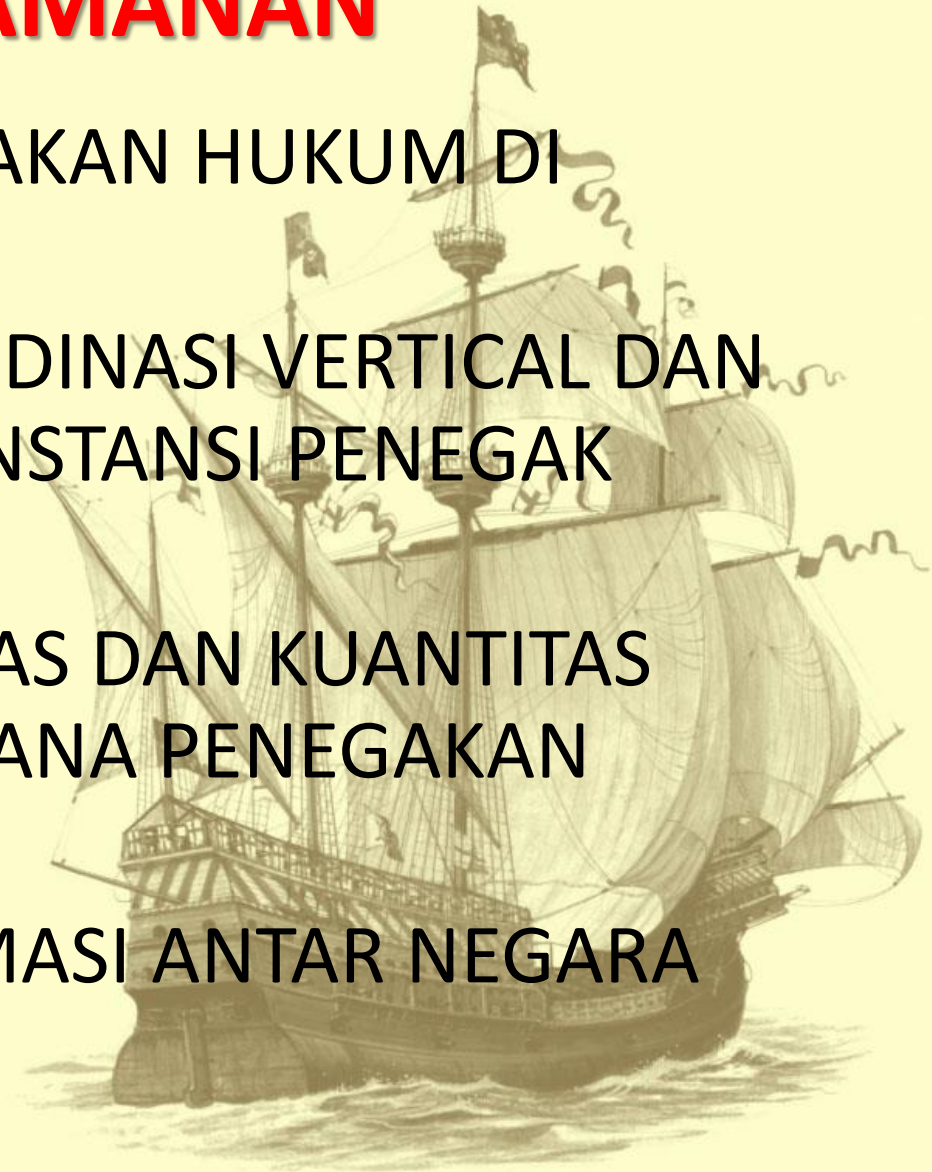 AMANAN
AKAN HUKUM DI
DINASI VERTICAL DAN
NSTANSI PENEGAK
AS DAN KUANTITAS
ANA PENEGAKAN
MASI ANTAR NEGARA